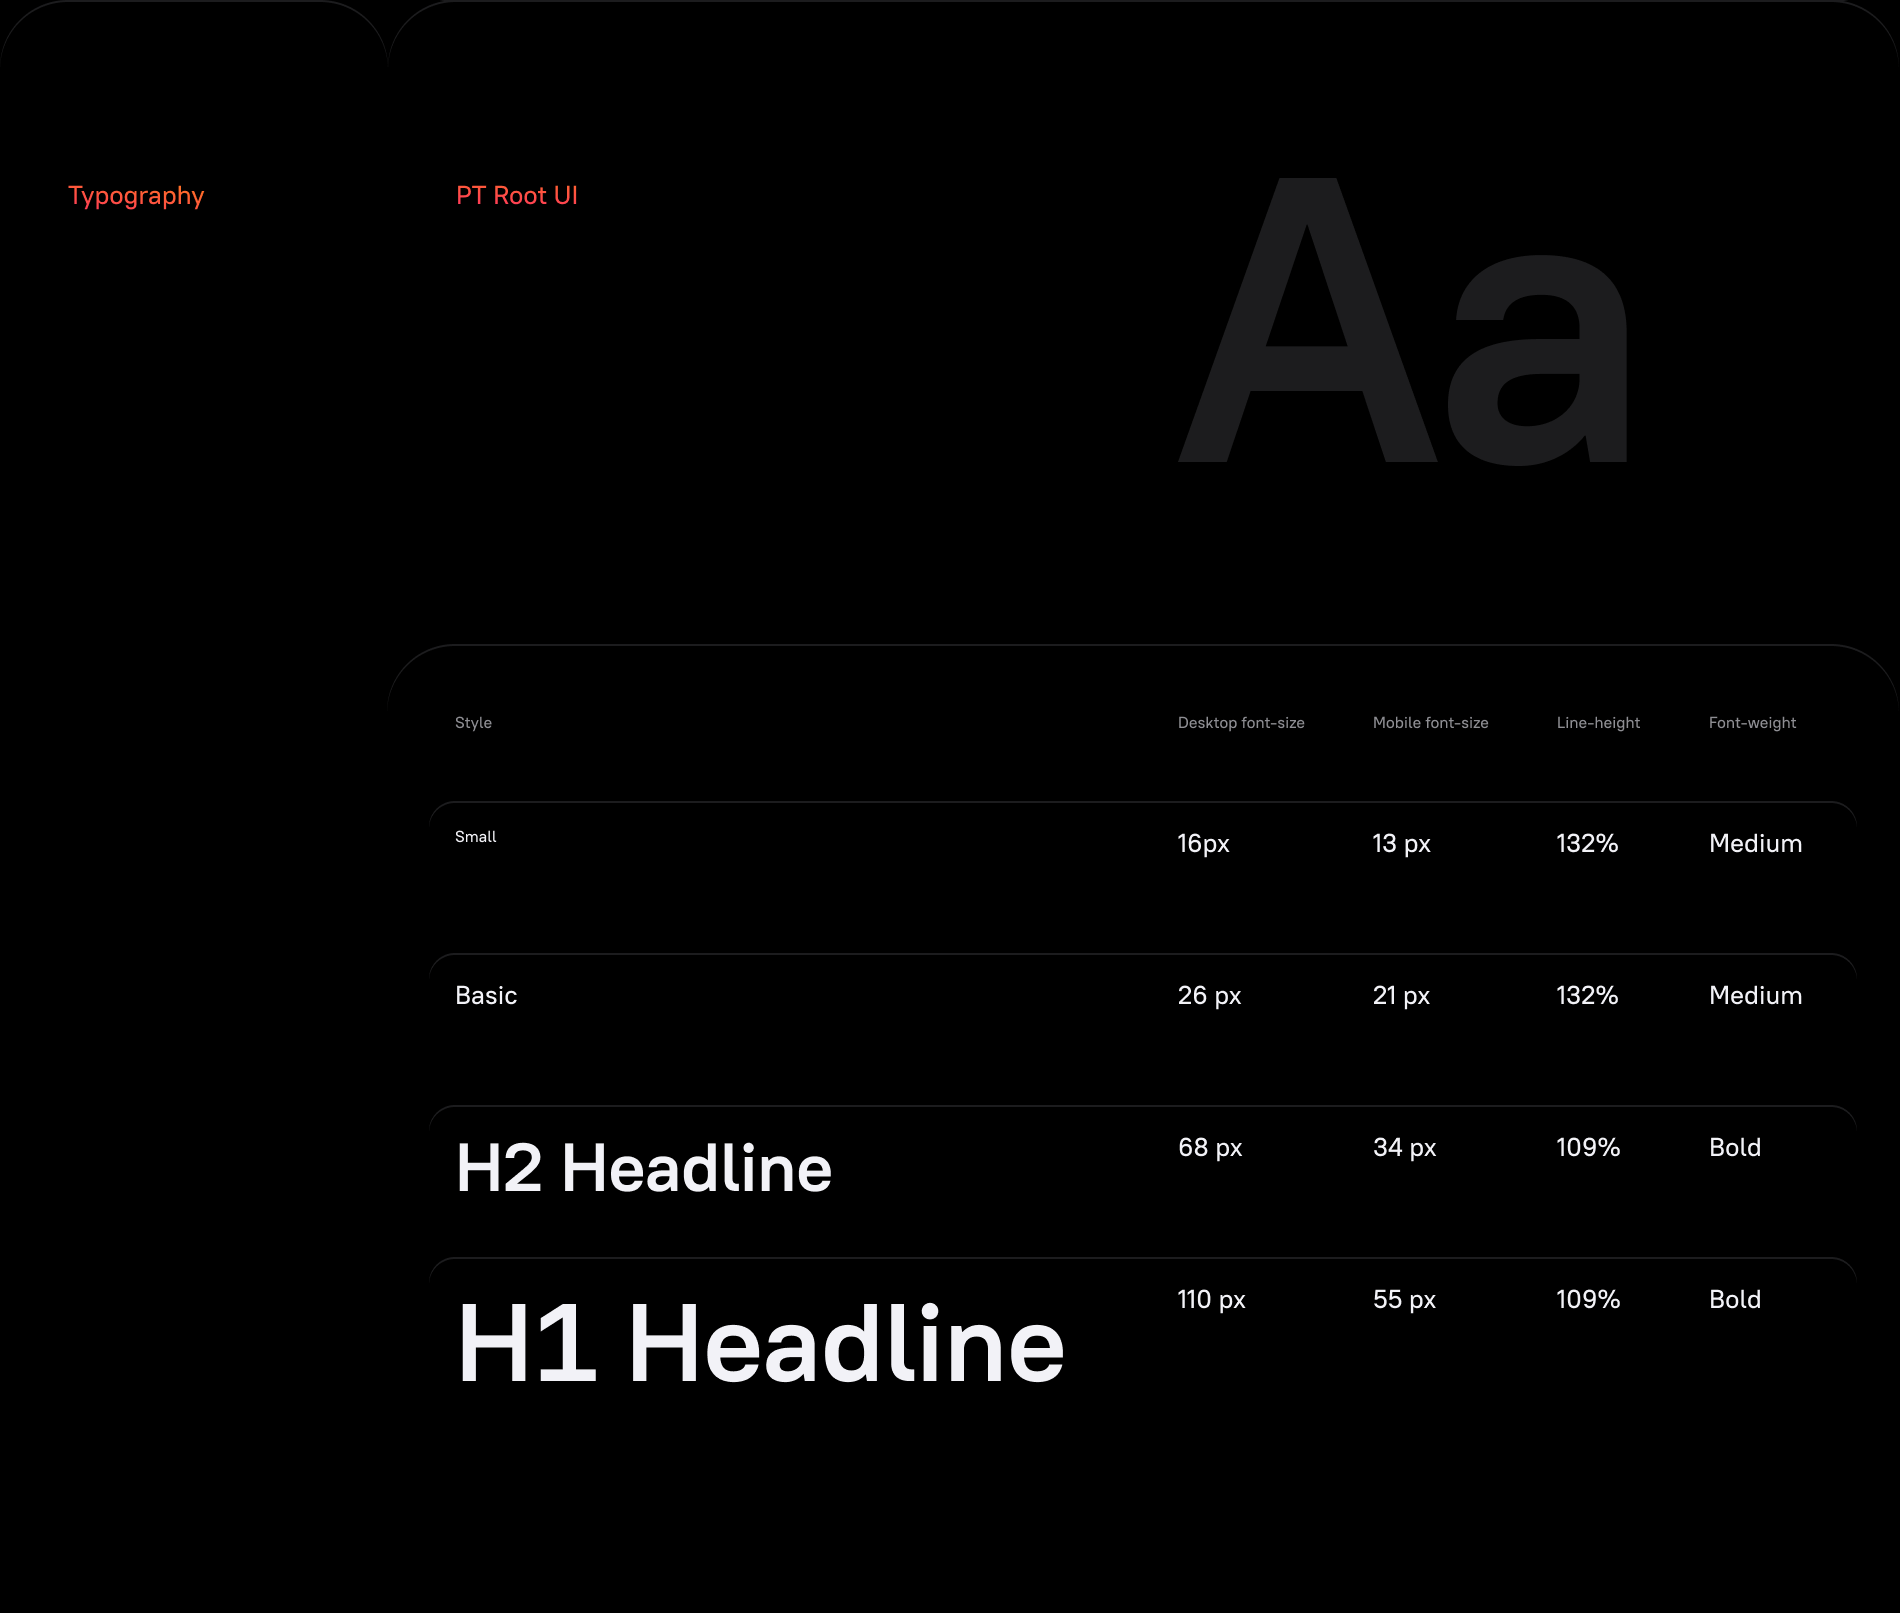 Typography
PT Root UI
Aa
Style Desktop font-size Mobile font-size Line-height Font-weight
Small 16px 13 px 132% Medium
Basic 26 px 21 px 132% Medium
H2 Headline 68 px 34 px 109% Bold
H1 Headline 110 px 55 px 109% Bold